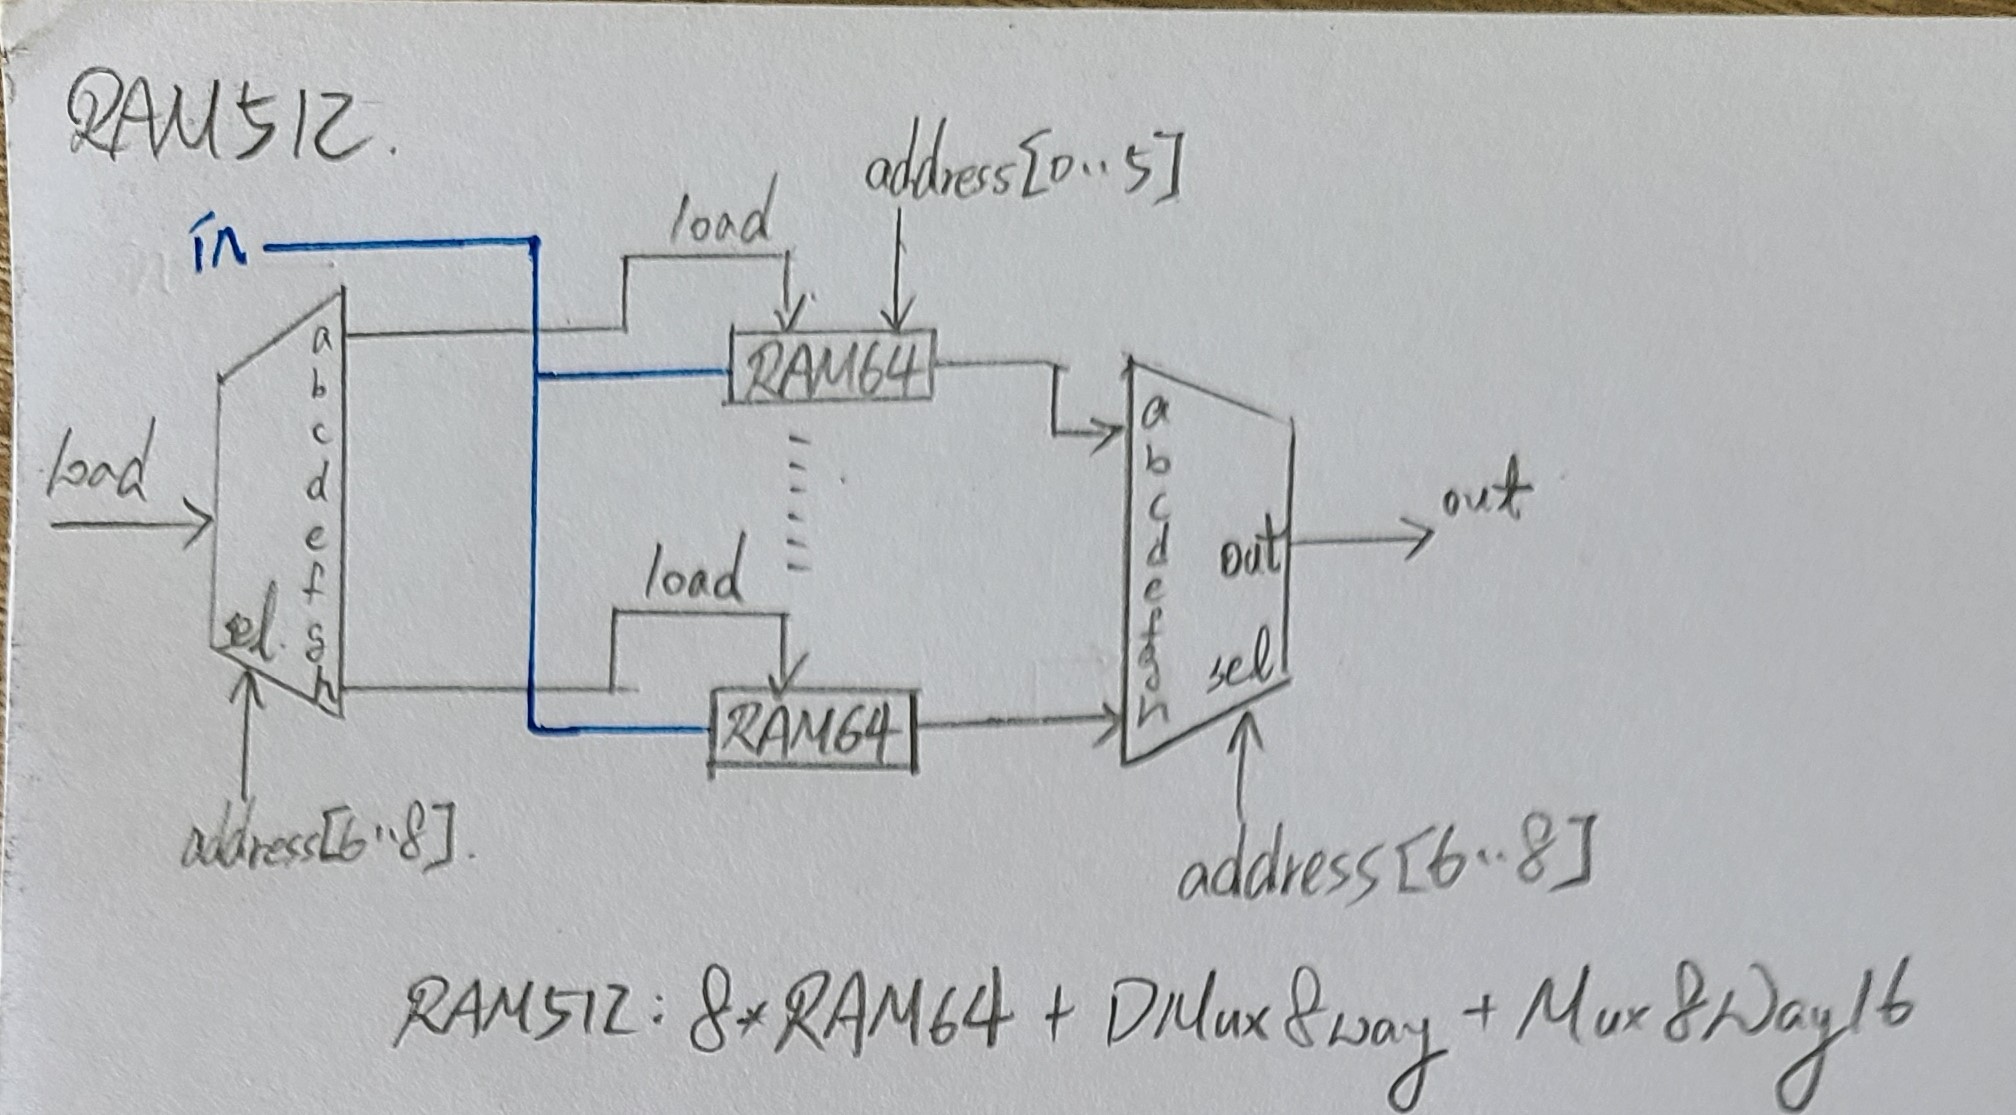 RAM512.
address[0..5]
load
in
a
b
c
d
e
f
g
h
sel.
load
address[6..8].
RAM64
load
RAM64
a
b
c
d
e
f
g
h
out
sel
out
address[6..8]
RAM512: 8*RAM64 + DMux8way + Mux8Way16